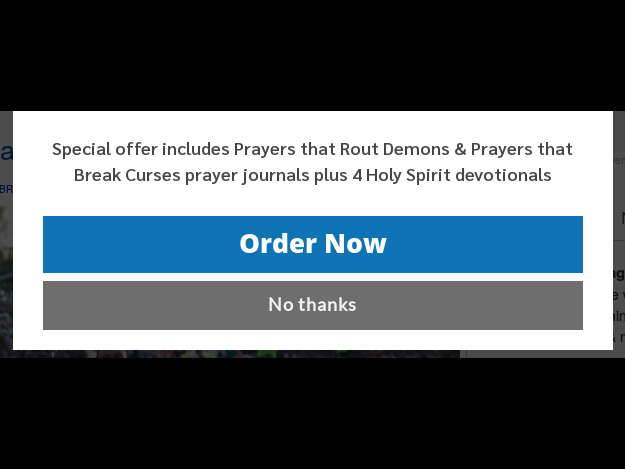 Special offer includes Prayers that Rout Demons & Prayers that
Break Curses prayer journals plus 4 Holy Spirit devotionals
Order Now
No thanks